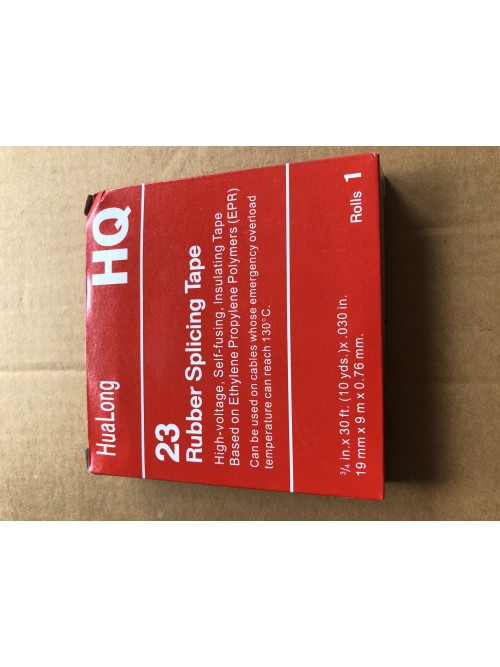 HuaLong
HQ
23
Rubber Splicing Tape
High-voltage, Self-fusing, Insulating Tape
Based on Ethylene Propylene Polymers (EPR)
Can be used on cables whose emergency overload
temperature can reach 130°C.
Rolls 1
3/4 in.x 30 ft. (10 yds.)x .030 in.
19 mm x 9 m x 0.76 mm.